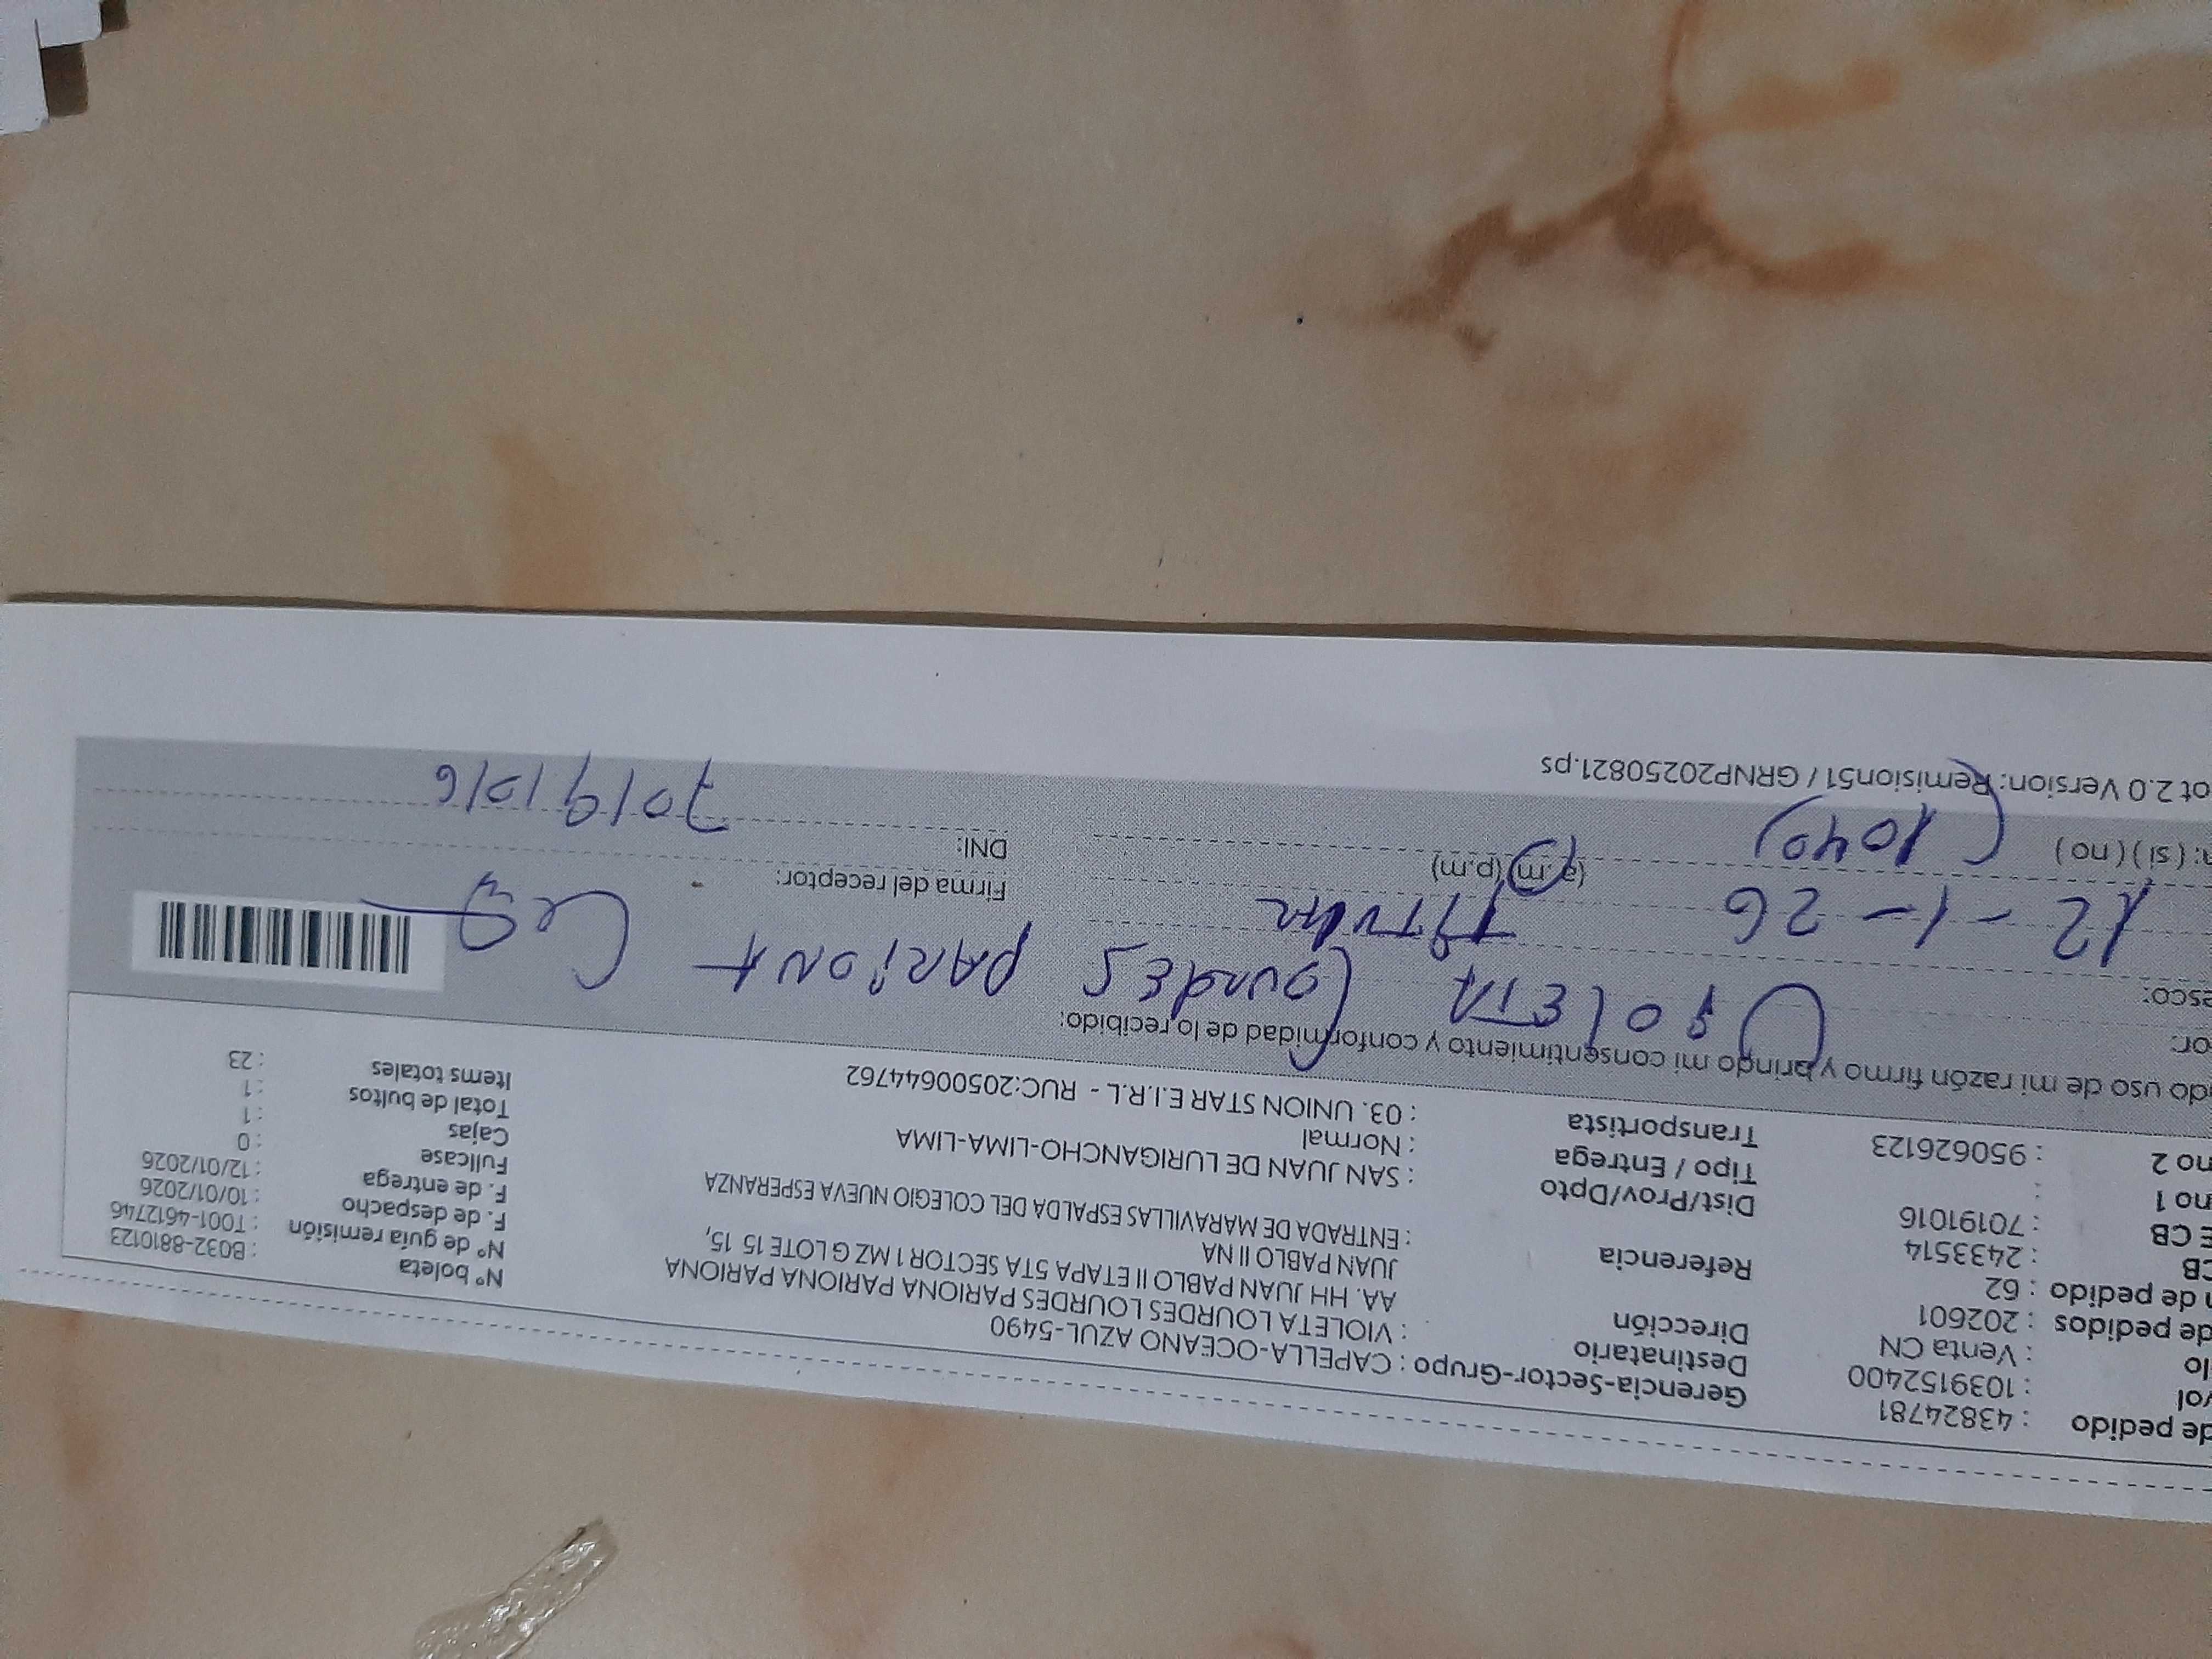 de pedido : 43824781
vol : 1039152400
lo : Venta CN
de pedidos : 202601
n de pedido : 62
CB : 2433514
E CB : 70191016
no 1 :
no 2 : 950626123
Gerencia-Sector-Grupo : CAPELLA-OCEANO AZUL-5490
Destinatario : VIOLETA LOURDES LOURDES PARIONA PARIONA PARIONA
Dirección AA. HH JUAN PABLO II ETAPA 5TA SECTOR 1 MZ G LOTE 15 15,
JUAN PABLO II NA
Referencia : ENTRADA DE MARAVILLAS ESPALDA DEL COLEGIO NUEVA ESPERANZA
Dist/Prov/Dpto : SAN JUAN DE LURIGANCHO-LIMA-LIMA
Tipo / Entrega : Normal
Transportista : 03. UNION STAR E.I.R.L - RUC:20500644762
N° boleta : B032-8810123
N° de guía remisión : T001-4612746
F. de despacho : 10/01/2026
F. de entrega : 12/01/2026
Fullcase : 0
Cajas : 1
Total de bultos : 1
Items totales : 23
do uso de mi razón firmo y brindo mi consentimiento y conformidad de lo recibido:
or:
VioleTA LourdES PARiONA
esco:
TiTulAr
Firma del receptor:
12-1-26
(a.m) (p.m)
DNI:
70191016
a: ( si ) ( no )
(1040)
ot 2.0 Version: Remision51 / GRNP20250821.ps